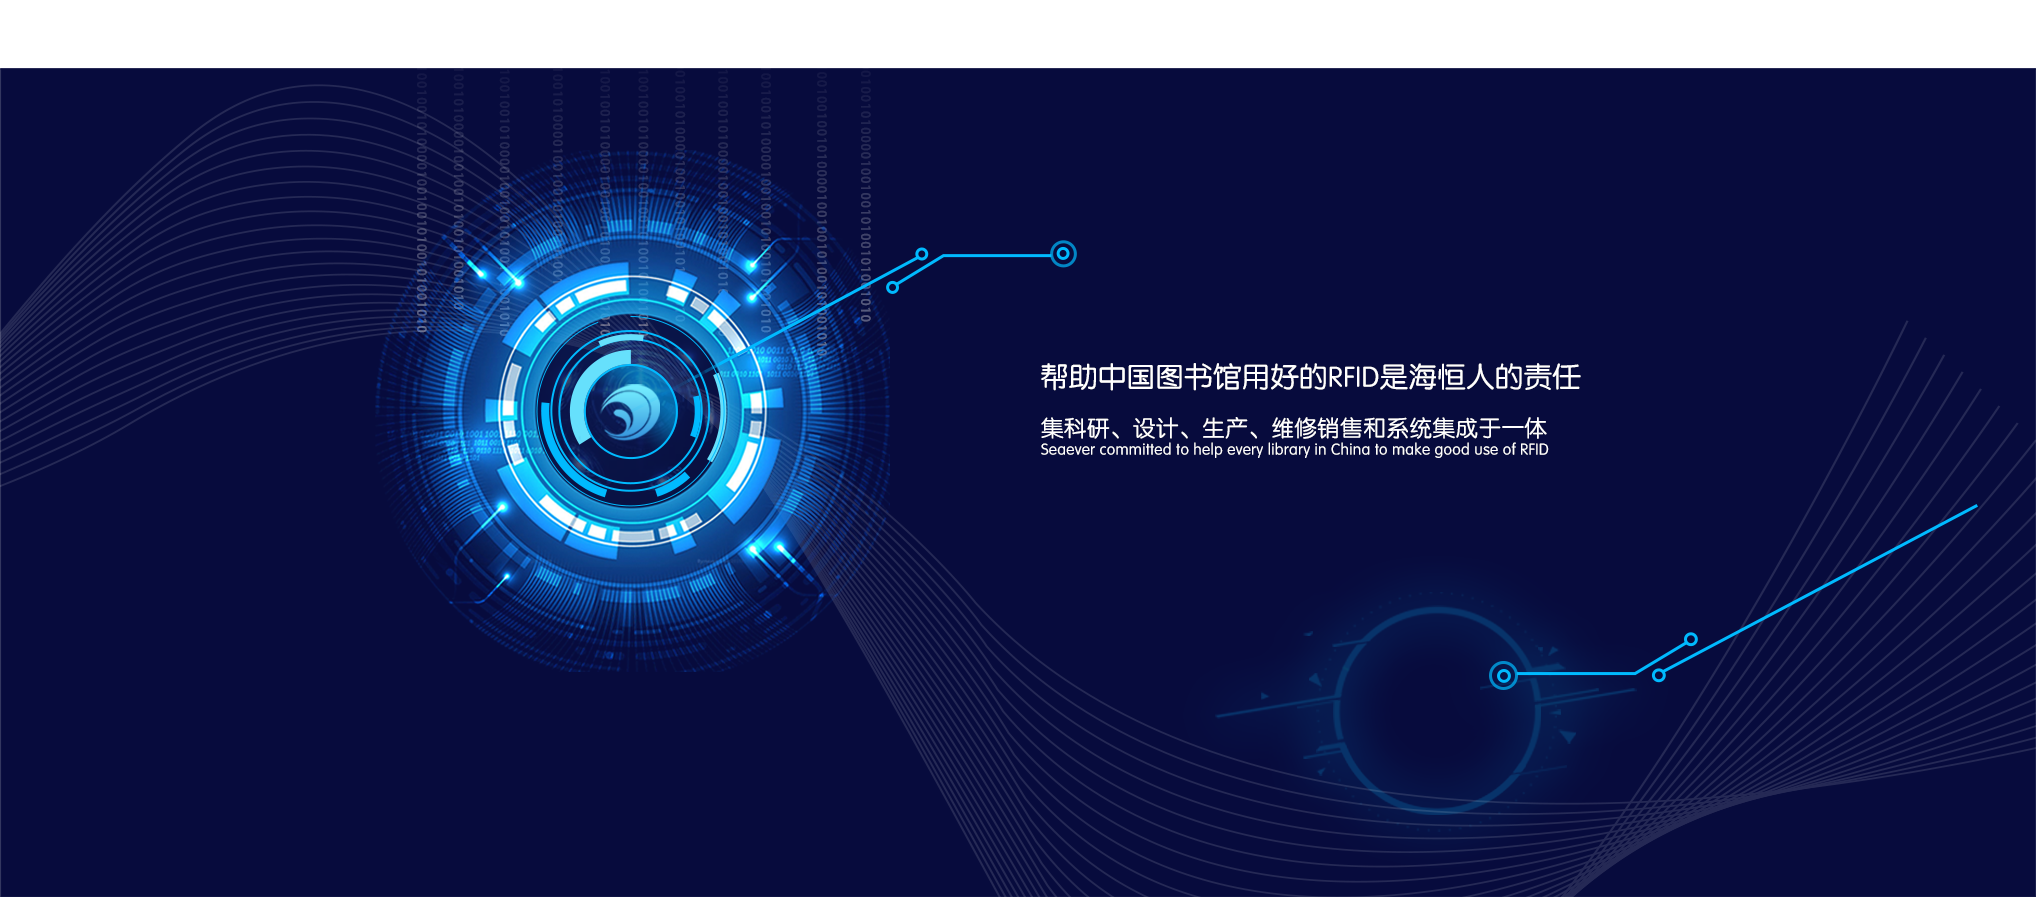 帮助中国图书馆用好的RFID是海恒人的责任
集科研、设计、生产、维修销售和系统集成于一体
Seaever committed to help every library in China to make good use of RFID